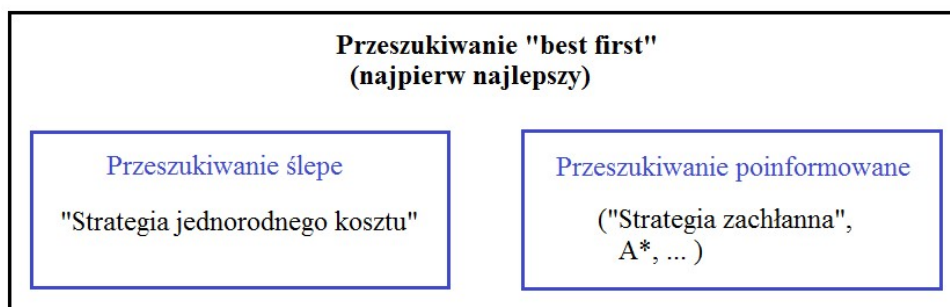 Przeszukiwanie "best first"
(najpierw najlepszy)
Przeszukiwanie ślepe
"Strategia jednorodnego kosztu"
Przeszukiwanie poinformowane
("Strategia zachłanna",
A*, ... )